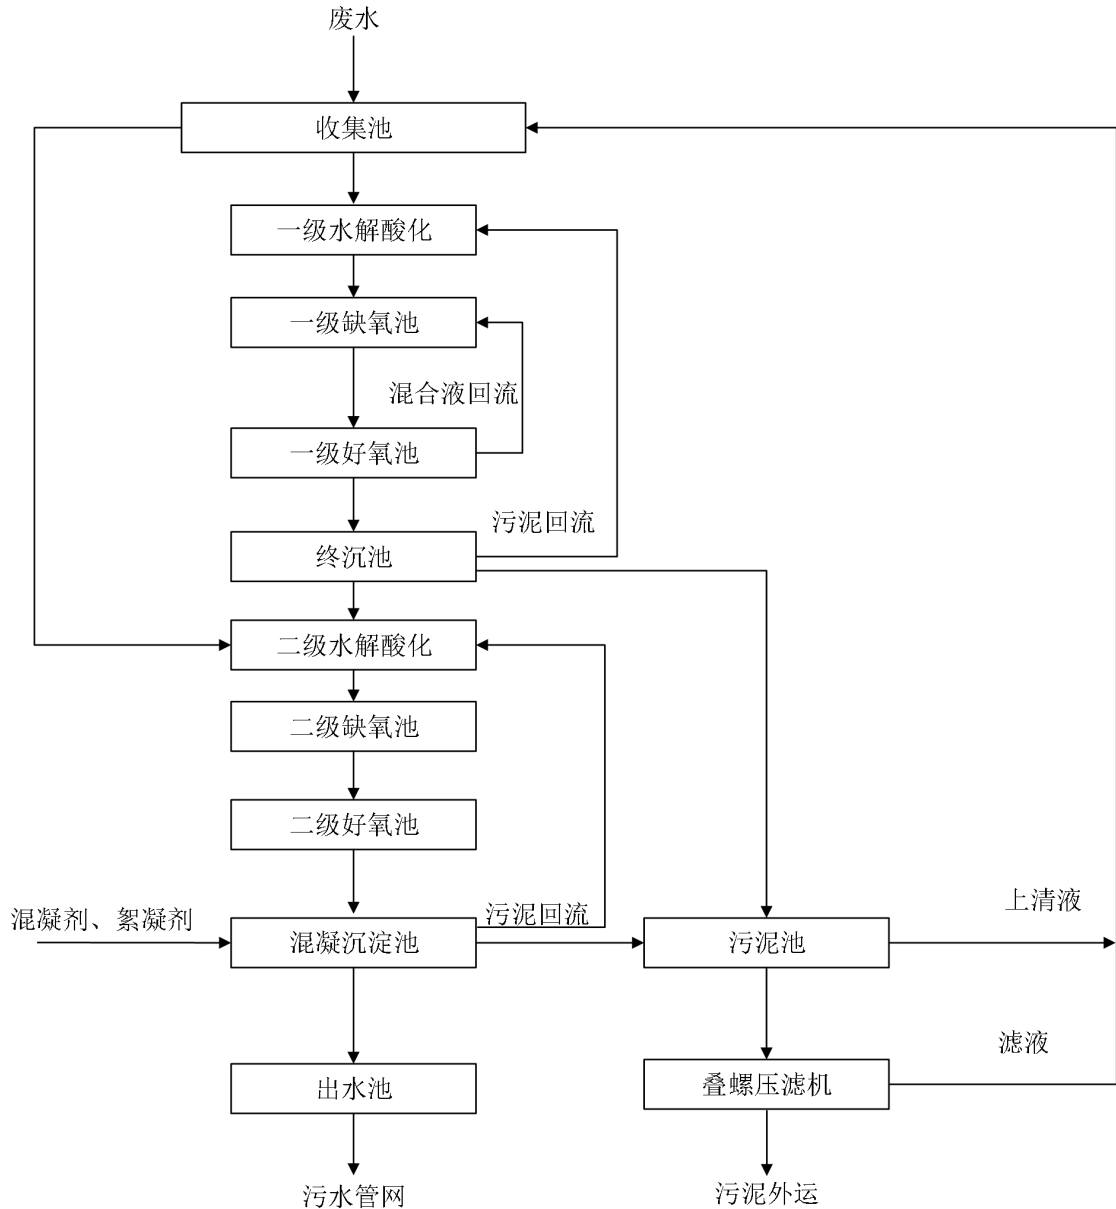 废水
收集池
一级水解酸化
一级缺氧池
混合液回流
一级好氧池
污泥回流
终沉池
二级水解酸化
二级缺氧池
二级好氧池
混凝剂、絮凝剂
污泥回流
上清液
混凝沉淀池
污泥池
滤液
出水池
叠螺压滤机
污水管网
污泥外运